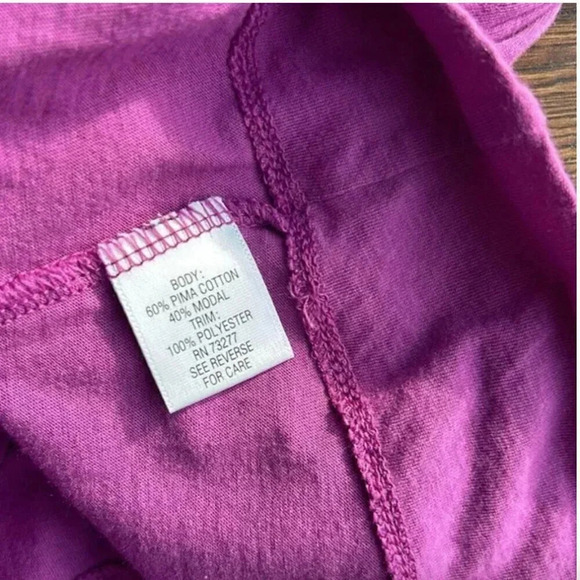 BODY:
60% PIMA COTTON
40% MODAL
TRIM:
100% POLYESTER
RN 73277
SEE REVERSE
FOR CARE